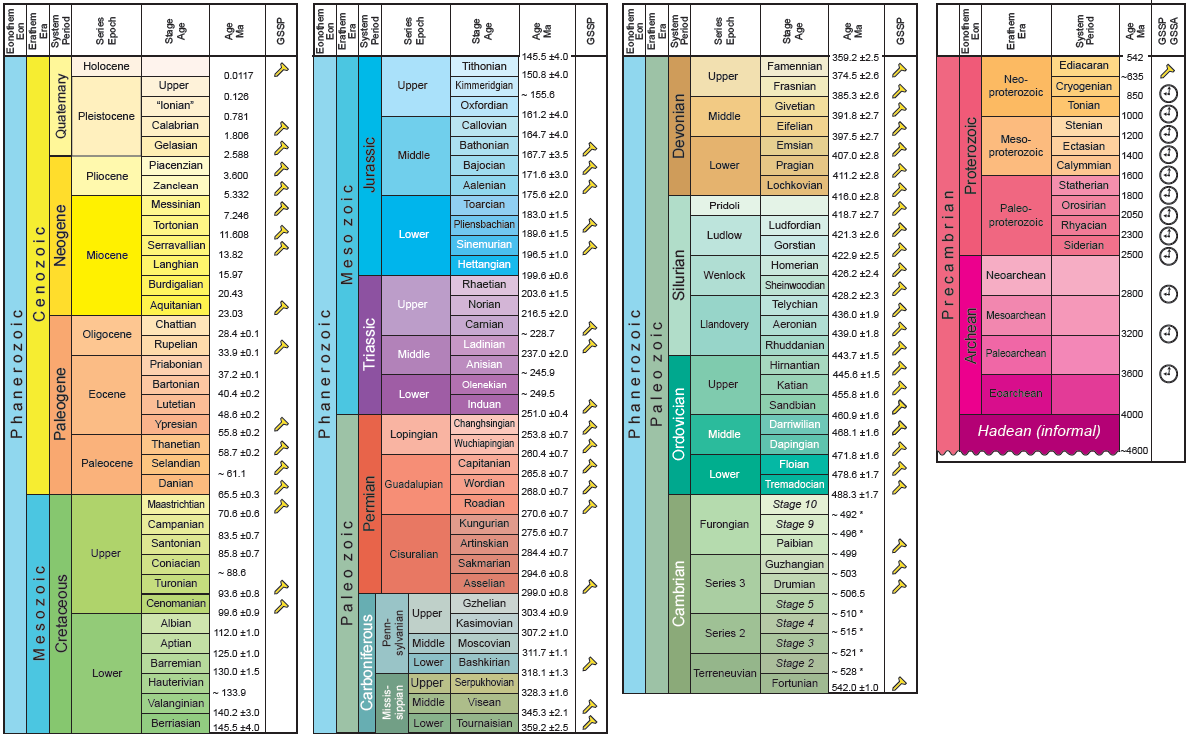 Eonothem Eon
Erathem Era
System Period
Series Epoch
Stage Age
Age Ma
GSSP
Phanerozoic
Cenozoic
Mesozoic
Quaternary
Neogene
Paleogene
Cretaceous
Holocene
0.0117
Pleistocene
Upper
0.126
"Ionian"
0.781
Calabrian
1.806
Gelasian
2.588
Pliocene
Piacenzian
3.600
Zanclean
5.332
Miocene
Messinian
7.246
Tortonian
11.608
Serravallian
13.82
Langhian
15.97
Burdigalian
20.43
Aquitanian
23.03
Oligocene
Chattian
28.4 ±0.1
Rupelian
33.9 ±0.1
Eocene
Priabonian
37.2 ±0.1
Bartonian
40.4 ±0.2
Lutetian
48.6 ±0.2
Ypresian
55.8 ±0.2
Paleocene
Thanetian
58.7 ±0.2
Selandian
~ 61.1
Danian
65.5 ±0.3
Upper
Maastrichtian
70.6 ±0.6
Campanian
83.5 ±0.7
Santonian
85.8 ±0.7
Coniacian
~ 88.6
Turonian
93.6 ±0.8
Cenomanian
99.6 ±0.9
Lower
Albian
112.0 ±1.0
Aptian
125.0 ±1.0
Barremian
130.0 ±1.5
Hauterivian
~ 133.9
Valanginian
140.2 ±3.0
Berriasian
145.5 ±4.0
Eonothem Eon
Erathem Era
System Period
Series Epoch
Stage Age
Age Ma
GSSP
Phanerozoic
Mesozoic
Paleozoic
Jurassic
Triassic
Permian
Carboniferous
Penn-
sylvanian
Missis-
sippian
145.5 ±4.0
Upper
Tithonian
150.8 ±4.0
Kimmeridgian
~ 155.6
Oxfordian
161.2 ±4.0
Middle
Callovian
164.7 ±4.0
Bathonian
167.7 ±3.5
Bajocian
171.6 ±3.0
Aalenian
175.6 ±2.0
Lower
Toarcian
183.0 ±1.5
Pliensbachian
189.6 ±1.5
Sinemurian
196.5 ±1.0
Hettangian
199.6 ±0.6
Upper
Rhaetian
203.6 ±1.5
Norian
216.5 ±2.0
Carnian
~ 228.7
Middle
Ladinian
237.0 ±2.0
Anisian
~ 245.9
Lower
Olenekian
~ 249.5
Induan
251.0 ±0.4
Lopingian
Changhsingian
253.8 ±0.7
Wuchiapingian
260.4 ±0.7
Guadalupian
Capitanian
265.8 ±0.7
Wordian
268.0 ±0.7
Roadian
270.6 ±0.7
Cisuralian
Kungurian
275.6 ±0.7
Artinskian
284.4 ±0.7
Sakmarian
294.6 ±0.8
Asselian
299.0 ±0.8
Upper
Gzhelian
303.4 ±0.9
Kasimovian
307.2 ±1.0
Middle
Moscovian
311.7 ±1.1
Lower
Bashkirian
318.1 ±1.3
Upper
Serpukhovian
328.3 ±1.6
Middle
Visean
345.3 ±2.1
Lower
Tournaisian
359.2 ±2.5
Eonothem Eon
Erathem Era
System Period
Series Epoch
Stage Age
Age Ma
GSSP
Phanerozoic
Paleozoic
Devonian
Silurian
Ordovician
Cambrian
359.2 ±2.5
Upper
Famennian
374.5 ±2.6
Frasnian
385.3 ±2.6
Middle
Givetian
391.8 ±2.7
Eifelian
397.5 ±2.7
Lower
Emsian
407.0 ±2.8
Pragian
411.2 ±2.8
Lochkovian
416.0 ±2.8
Pridoli
418.7 ±2.7
Ludlow
Ludfordian
421.3 ±2.6
Gorstian
422.9 ±2.5
Wenlock
Homerian
426.2 ±2.4
Sheinwoodian
428.2 ±2.3
Llandovery
Telychian
436.0 ±1.9
Aeronian
439.0 ±1.8
Rhuddanian
443.7 ±1.5
Upper
Hirnantian
445.6 ±1.5
Katian
455.8 ±1.6
Sandbian
460.9 ±1.6
Middle
Darriwilian
468.1 ±1.6
Dapingian
471.8 ±1.6
Lower
Floian
478.6 ±1.7
Tremadocian
488.3 ±1.7
Furongian
Stage 10
~ 492 *
Stage 9
~ 496 *
Paibian
~ 499
Series 3
Guzhangian
~ 503
Drumian
~ 506.5
Stage 5
~ 510 *
Series 2
Stage 4
~ 515 *
Stage 3
~ 521 *
Terreneuvian
Stage 2
~ 528 *
Fortunian
542.0 ±1.0
Eonothem Eon
Erathem Era
System Period
Age Ma
GSSP GSSA
Precambrian
Proterozoic
Archean
542
Neo-
proterozoic
Ediacaran
~635
Cryogenian
850
Tonian
1000
Meso-
proterozoic
Stenian
1200
Ectasian
1400
Calymmian
1600
Paleo-
proterozoic
Statherian
1800
Orosirian
2050
Rhyacian
2300
Siderian
2500
Neoarchean
2800
Mesoarchean
3200
Paleoarchean
3600
Eoarchean
4000
Hadean (informal)
~4600